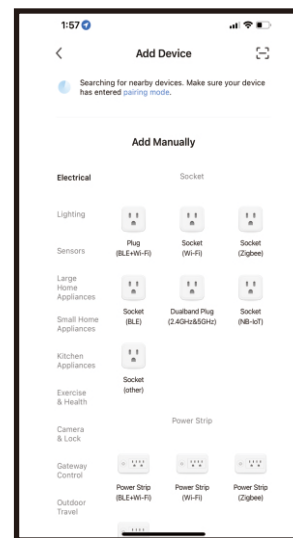 1:57
Add Device
Searching for nearby devices. Make sure your device
has entered pairing mode.
Add Manually
Electrical
Lighting
Sensors
Large
Home
Appliances
Small Home
Appliances
Kitchen
Appliances
Exercise
& Health
Camera
& Lock
Gateway
Control
Outdoor
Travel
Socket
Plug
(BLE+Wi-Fi)
Socket
(Wi-Fi)
Socket
(Zigbee)
Socket
(BLE)
Dualband Plug
(2.4GHz&5GHz)
Socket
(NB-IoT)
Socket
(other)
Power Strip
Power Strip
(BLE+Wi-Fi)
Power Strip
(Wi-Fi)
Power Strip
(Zigbee)